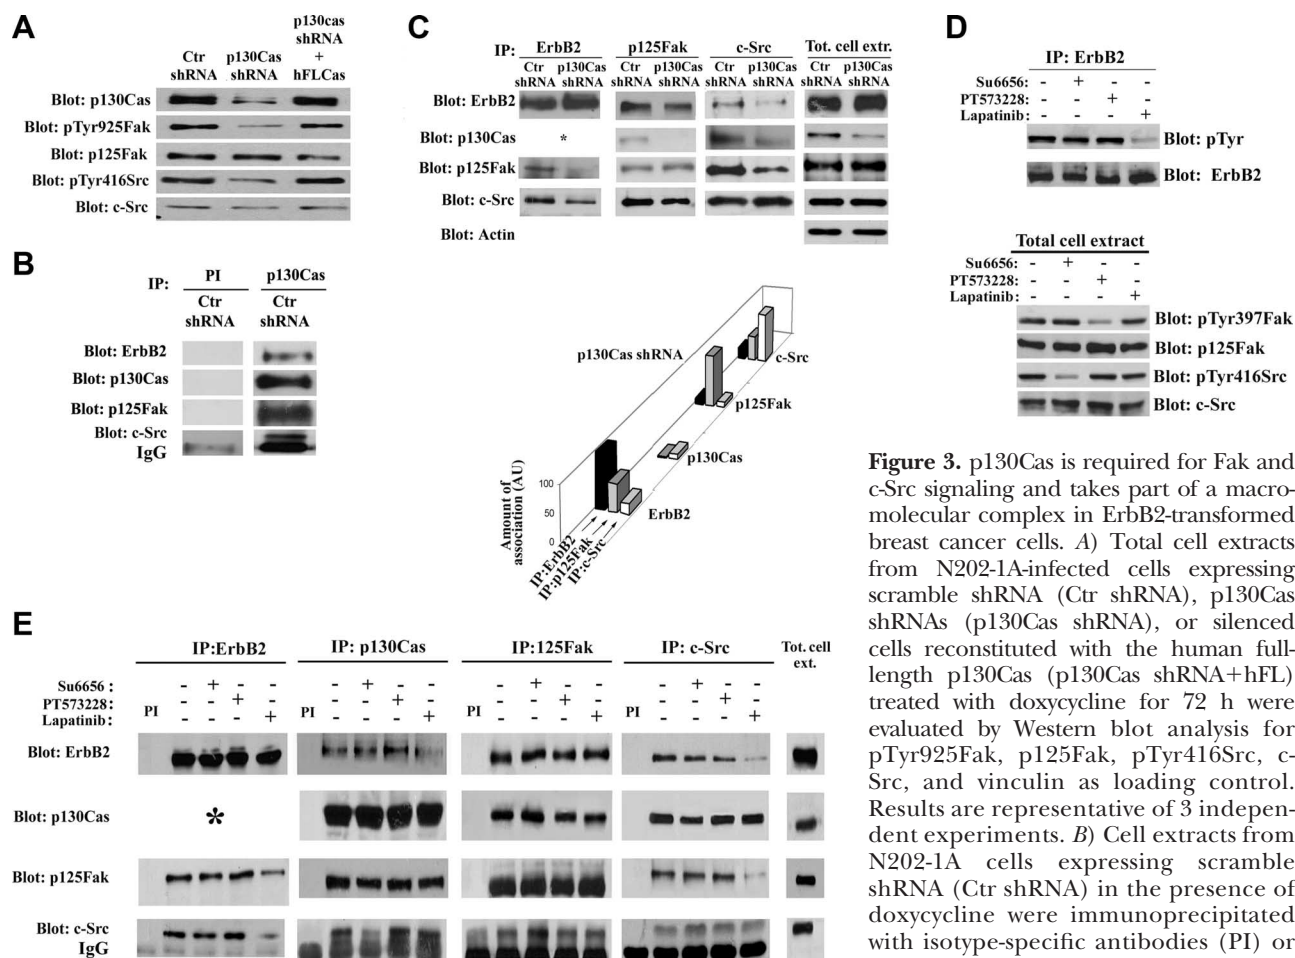 A
Ctr shRNA
p130Cas shRNA
p130cas shRNA + hFLCas
Blot: p130Cas
Blot: pTyr925Fak
Blot: p125Fak
Blot: pTyr416Src
Blot: c-Src
B
IP: PI p130Cas
Ctr shRNA
Ctr shRNA
Blot: ErbB2
Blot: p130Cas
Blot: p125Fak
Blot: c-Src
IgG
C
IP: ErbB2 p125Fak c-Src Tot. cell extr.
Ctr p130Cas Ctr p130Cas Ctr p130Cas Ctr p130Cas
shRNA shRNA shRNA shRNA shRNA shRNA shRNA shRNA
Blot: ErbB2
Blot: p130Cas *
Blot: p125Fak
Blot: c-Src
Blot: Actin
p130Cas shRNA
c-Src
p125Fak
p130Cas
ErbB2
Amount of association (AU)
100
50
0
IP:ErbB2
IP:p125Fak
IP:c-Src
D
IP: ErbB2
Su6656: - + - -
PT573228: - - + -
Lapatinib: - - - +
Blot: pTyr
Blot: ErbB2
Total cell extract
Su6656: - + - -
PT573228: - - + -
Lapatinib: - - - +
Blot: pTyr397Fak
Blot: p125Fak
Blot: pTyr416Src
Blot: c-Src
E
IP:ErbB2 IP: p130Cas IP:125Fak IP: c-Src Tot. cell ext.
Su6656 : - + - - - + - - - + - - - + - -
PT573228: - - + - - - + - - - + - - - + -
Lapatinib: PI - - - + PI - - - + PI - - - + PI - - - +
Blot: ErbB2
Blot: p130Cas *
Blot: p125Fak
Blot: c-Src
IgG
Figure 3. p130Cas is required for Fak and
c-Src signaling and takes part of a macro-
molecular complex in ErbB2-transformed
breast cancer cells. A) Total cell extracts
from N202-1A-infected cells expressing
scramble shRNA (Ctr shRNA), p130Cas
shRNAs (p130Cas shRNA), or silenced
cells reconstituted with the human full-
length p130Cas (p130Cas shRNA+hFL)
treated with doxycycline for 72 h were
evaluated by Western blot analysis for
pTyr925Fak, p125Fak, pTyr416Src, c-
Src, and vinculin as loading control.
Results are representative of 3 indepen-
dent experiments. B) Cell extracts from
N202-1A cells expressing scramble
shRNA (Ctr shRNA) in the presence of
doxycycline were immunoprecipitated
with isotype-specific antibodies (PI) or